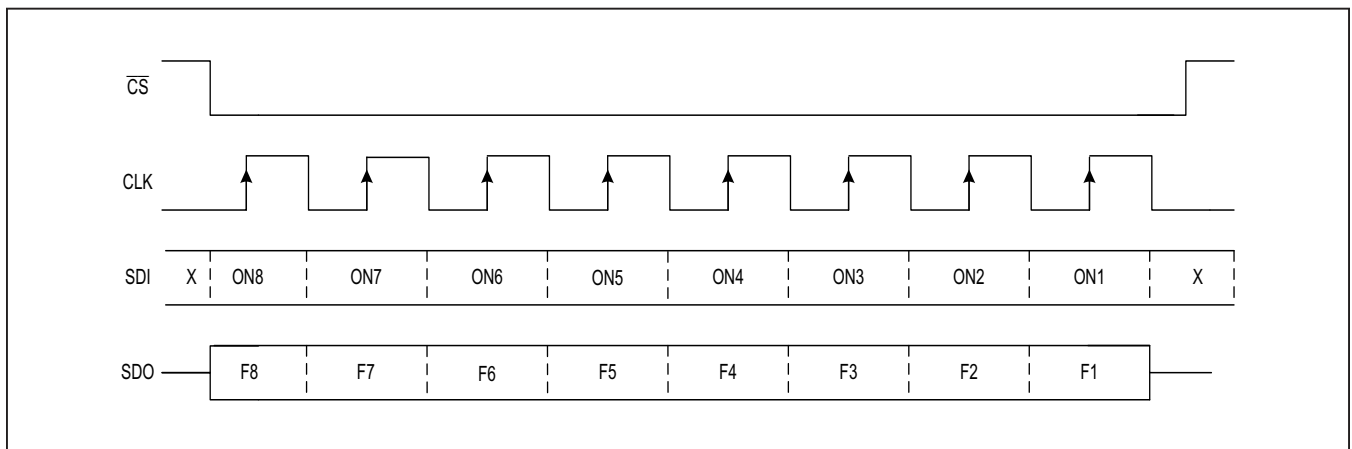 CS
CLK
SDI X ON8 ON7 ON6 ON5 ON4 ON3 ON2 ON1 X
SDO F8 F7 F6 F5 F4 F3 F2 F1